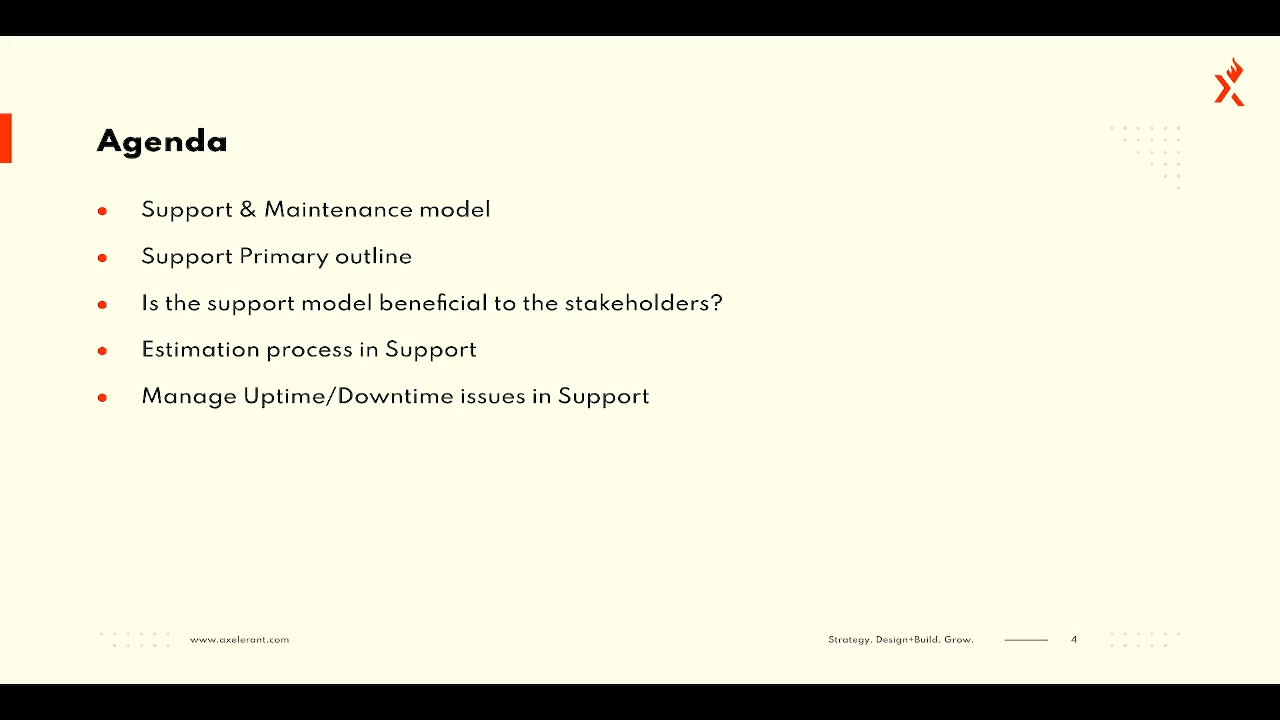 Agenda
• Support & Maintenance model
• Support Primary outline
• Is the support model beneficial to the stakeholders?
• Estimation process in Support
• Manage Uptime/Downtime issues in Support
www.axelerant.com
Strategy. Design+Build. Grow.
4